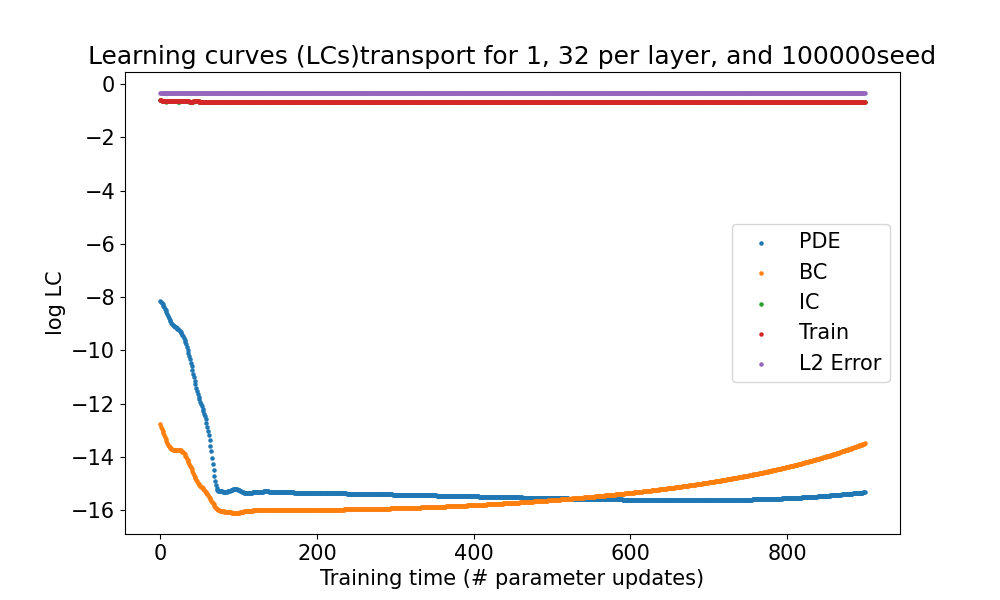 Learning curves (LCs)transport for 1, 32 per layer, and 100000seed
log LC
0
−2
−4
−6
−8
−10
−12
−14
−16
PDE
BC
IC
Train
L2 Error
0 200 400 600 800
Training time (# parameter updates)